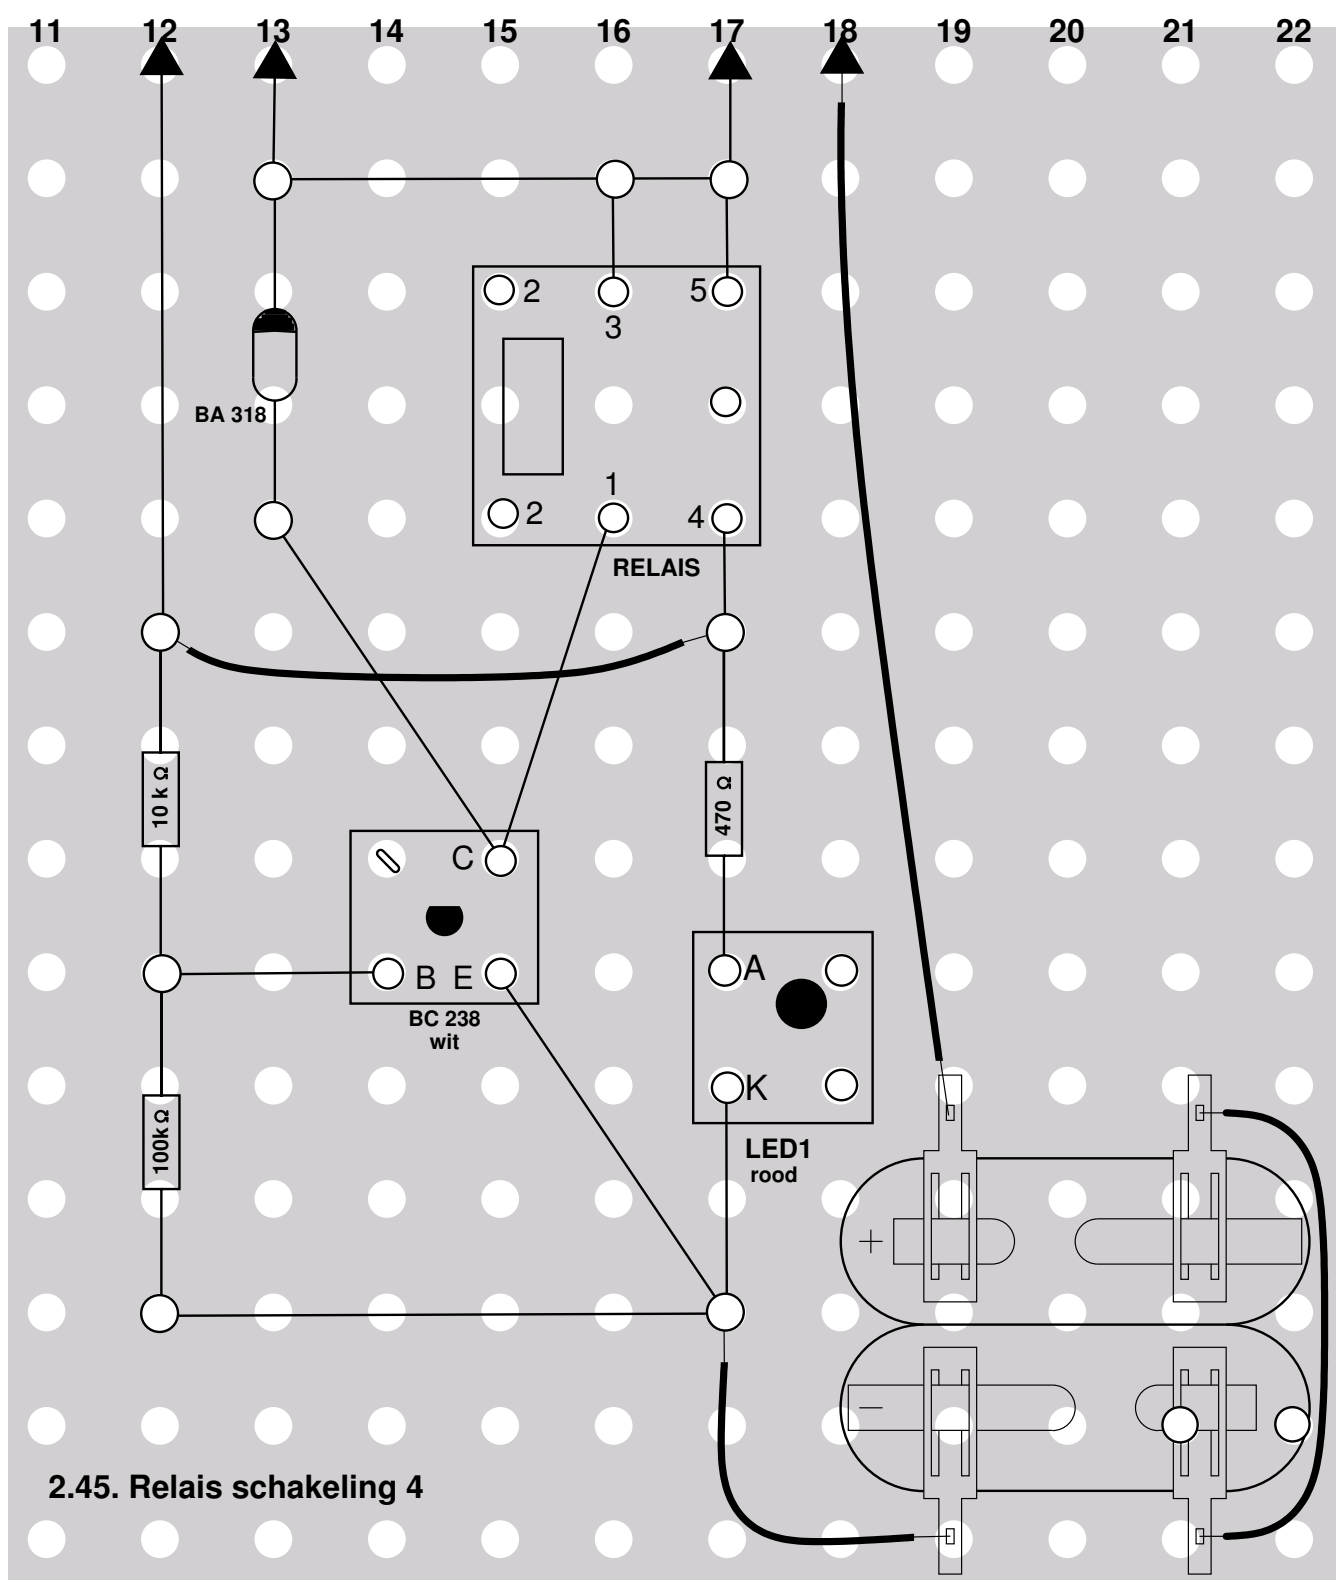 11 12 13 14 15 16 17 18 19 20 21 22
2 3 5
BA 318
1
2 4
RELAIS
10 k Ω
470 Ω
C
B E
BC 238
wit
A
K
LED1
rood
100k Ω
+
−
2.45. Relais schakeling 4